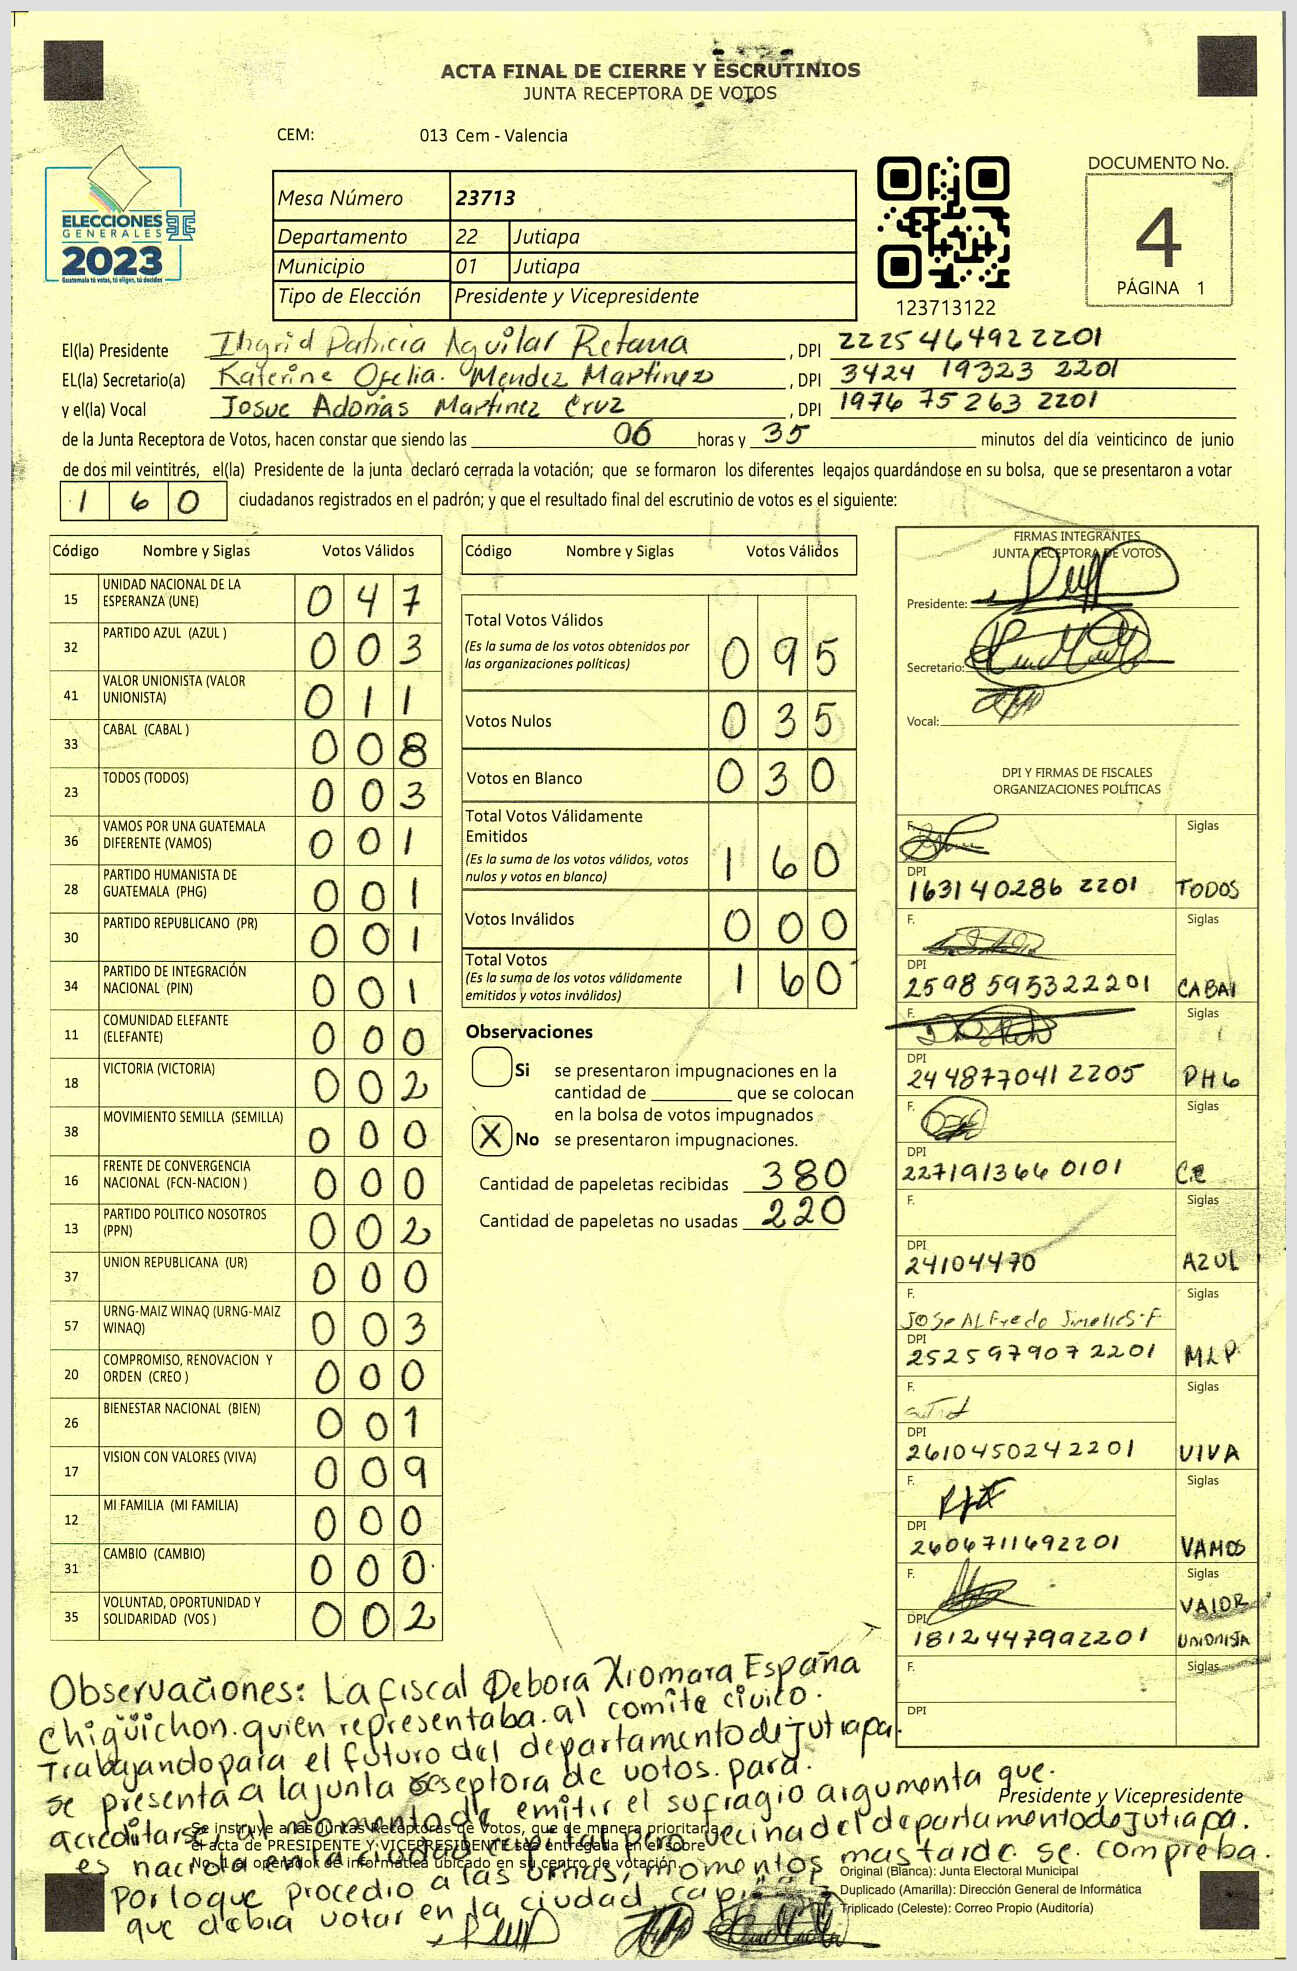 ACTA FINAL DE CIERRE Y ESCRUTINIOS
JUNTA RECEPTORA DE VOTOS
CEM: 013 Cem - Valencia
ELECCIONES
GENERALES
2023
Guatemala tú votas, tú eliges, tú decides
Mesa Número 23713
Departamento 22 Jutiapa
Municipio 01 Jutiapa
Tipo de Elección Presidente y Vicepresidente
123713122
DOCUMENTO No.
4
PÁGINA 1
El(la) Presidente Ingrid Patricia Aguilar Retana , DPI 2225 46492 2201
EL(la) Secretario(a) Katerine Ofelia. Mendez Martinez , DPI 3424 19323 2201
y el(la) Vocal Josue Adonias Martinez Cruz , DPI 1976 75263 2201
de la Junta Receptora de Votos, hacen constar que siendo las 06 horas y 35 minutos del día veinticinco de junio
de dos mil veintitrés, el(la) Presidente de la junta declaró cerrada la votación; que se formaron los diferentes legajos quardándose en su bolsa, que se presentaron a votar
1 6 0 ciudadanos registrados en el padrón; y que el resultado final del escrutinio de votos es el siguiente:
Código Nombre y Siglas Votos Válidos
15 UNIDAD NACIONAL DE LA ESPERANZA (UNE) 0 4 7
32 PARTIDO AZUL (AZUL ) 0 0 3
41 VALOR UNIONISTA (VALOR UNIONISTA) 0 1 1
33 CABAL (CABAL ) 0 0 8
23 TODOS (TODOS) 0 0 3
36 VAMOS POR UNA GUATEMALA DIFERENTE (VAMOS) 0 0 1
28 PARTIDO HUMANISTA DE GUATEMALA (PHG) 0 0 1
30 PARTIDO REPUBLICANO (PR) 0 0 1
34 PARTIDO DE INTEGRACIÓN NACIONAL (PIN) 0 0 1
11 COMUNIDAD ELEFANTE (ELEFANTE) 0 0 0
18 VICTORIA (VICTORIA) 0 0 2
38 MOVIMIENTO SEMILLA (SEMILLA) 0 0 0
16 FRENTE DE CONVERGENCIA NACIONAL (FCN-NACION ) 0 0 0
13 PARTIDO POLITICO NOSOTROS (PPN) 0 0 2
37 UNION REPUBLICANA (UR) 0 0 0
57 URNG-MAIZ WINAQ (URNG-MAIZ WINAQ) 0 0 3
20 COMPROMISO, RENOVACION Y ORDEN (CREO ) 0 0 0
26 BIENESTAR NACIONAL (BIEN) 0 0 1
17 VISION CON VALORES (VIVA) 0 0 9
12 MI FAMILIA (MI FAMILIA) 0 0 0
31 CAMBIO (CAMBIO) 0 0 0
35 VOLUNTAD, OPORTUNIDAD Y SOLIDARIDAD (VOS ) 0 0 2
Código Nombre y Siglas Votos Válidos
Total Votos Válidos 0 9 5
(Es la suma de los votos obtenidos por
las organizaciones políticas)
Votos Nulos 0 3 5
Votos en Blanco 0 3 0
Total Votos Válidamente
Emitidos 1 6 0
(Es la suma de los votos válidos, votos
nulos y votos en blanco)
Votos Inválidos 0 0 0
Total Votos 1 6 0
(Es la suma de los votos válidamente
emitidos y votos inválidos)
Observaciones
Si se presentaron impugnaciones en la
cantidad de ________ que se colocan
en la bolsa de votos impugnados
X No se presentaron impugnaciones.
Cantidad de papeletas recibidas 380
Cantidad de papeletas no usadas 220
FIRMAS INTEGRANTES
JUNTA RECEPTORA DE VOTOS
Presidente:
Secretario:
Vocal:
DPI Y FIRMAS DE FISCALES
ORGANIZACIONES POLÍTICAS
F. Siglas
DPI
163140286 2201 TODOS
F. Siglas
DPI
2598 595322201 CABAL
F. Siglas
DPI
244877041 2205 PHG
F. Siglas
DPI
227191366 0101 C.C
F. Siglas
DPI
24104470 AZUL
F. Siglas
JOSe ALFredo
DPI
252597907 2201 MLP
F. Siglas
DPI
2610450242201 VIVA
F. Siglas
DPI
2606711692201 VAMOS
F. Siglas
DPI
1812447992201 VALOR UNIONISTA
F. Siglas
DPI
Observaciones: La fiscal Debora Xiomara España
Chigüichon. quien representaba. al comite civico.
Trabajando para el futuro del departamento de jutiapa.
se presenta a la junta reseptora de votos. para.
acreditarse, al momento de emitir el sufragio argumenta que.
es nacida en la ciudad capital pero vecina del departamento de Jutiapa.
Por lo que procedio a las urnas, momentos mas tarde. se. compreba.
que debia votar en la ciudad capital
Presidente y Vicepresidente
Se instruye a las Juntas Receptoras de Votos, que de manera prioritaria,
el acta de PRESIDENTE Y VICEPRESIDENTE sea entregada en el sobre
No. al operador de informática ubicado en su centro de votación.
Original (Blanca): Junta Electoral Municipal
Duplicado (Amarilla): Dirección General de Informática
Triplicado (Celeste): Correo Propio (Auditoría)